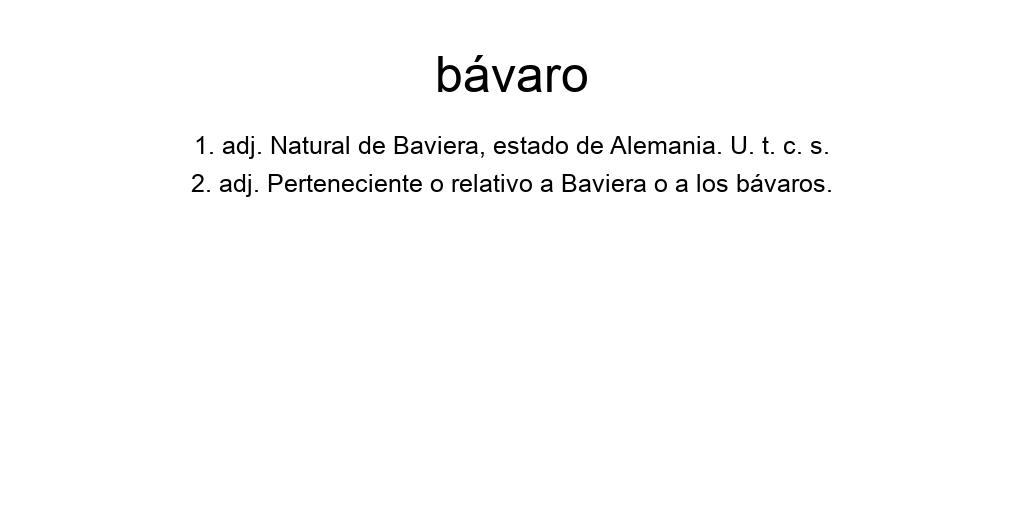 bávaro
1. adj. Natural de Baviera, estado de Alemania. U. t. c. s.
2. adj. Perteneciente o relativo a Baviera o a los bávaros.